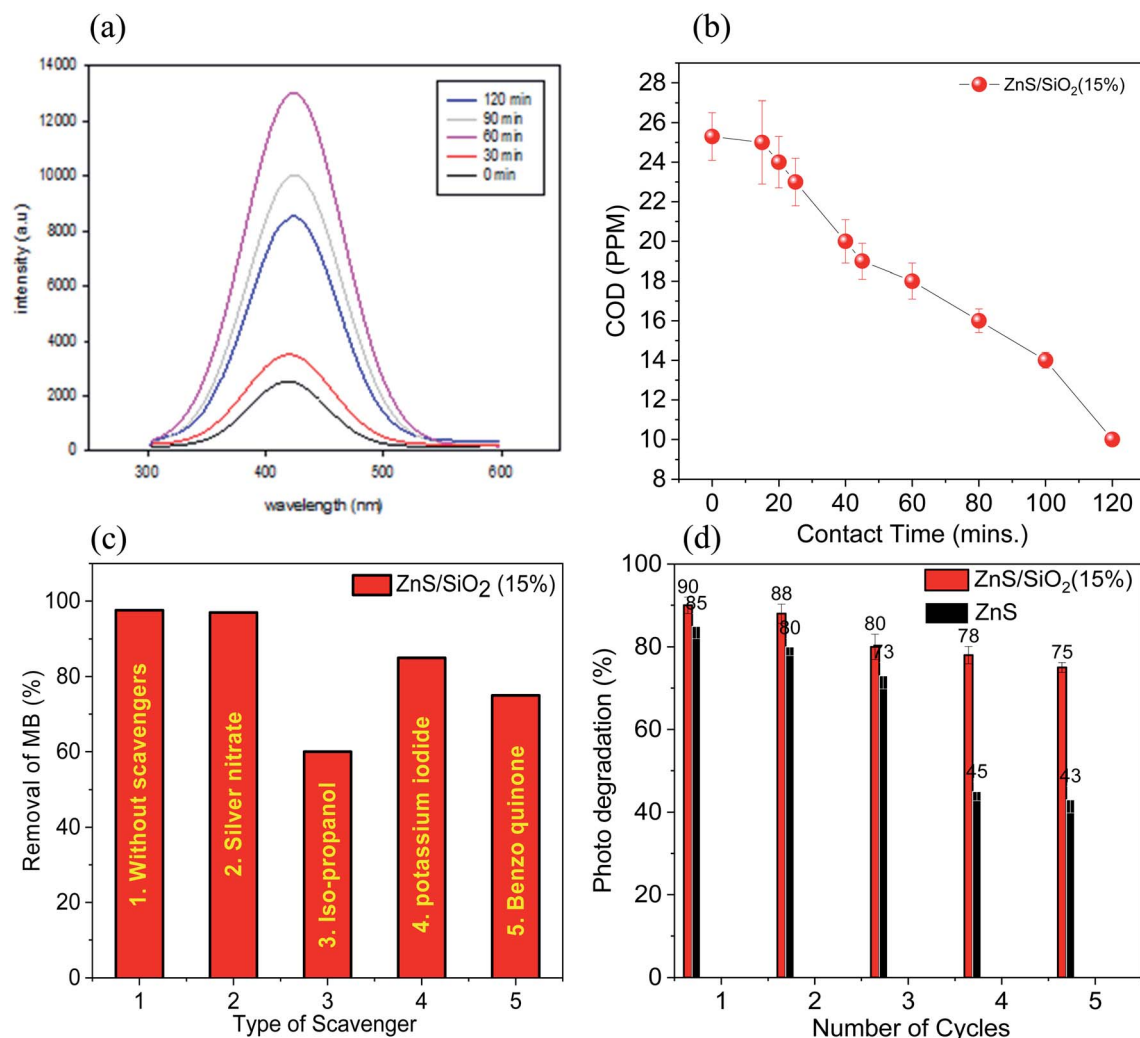 (a)
14000
12000
10000
8000
6000
4000
2000
0
intensity (a.u)
120 min
90 min
60 min
30 min
0 min
300
400
500
600
wavelength (nm)
(b)
28
26
24
22
20
18
16
14
12
10
8
COD (PPM)
ZnS/SiO₂(15%)
0
20
40
60
80
100
120
Contact Time (mins.)
(c)
100
80
60
40
20
0
Removal of MB (%)
ZnS/SiO₂ (15%)
1. Without scavengers
2. Silver nitrate
3. Iso-propanol
4. potassium iodide
5. Benzo quinone
1
2
3
4
5
Type of Scavenger
(d)
100
80
60
40
20
0
Photo degradation (%)
ZnS/SiO₂(15%)
ZnS
90
85
88
80
80
73
78
45
75
43
1
2
3
4
5
Number of Cycles